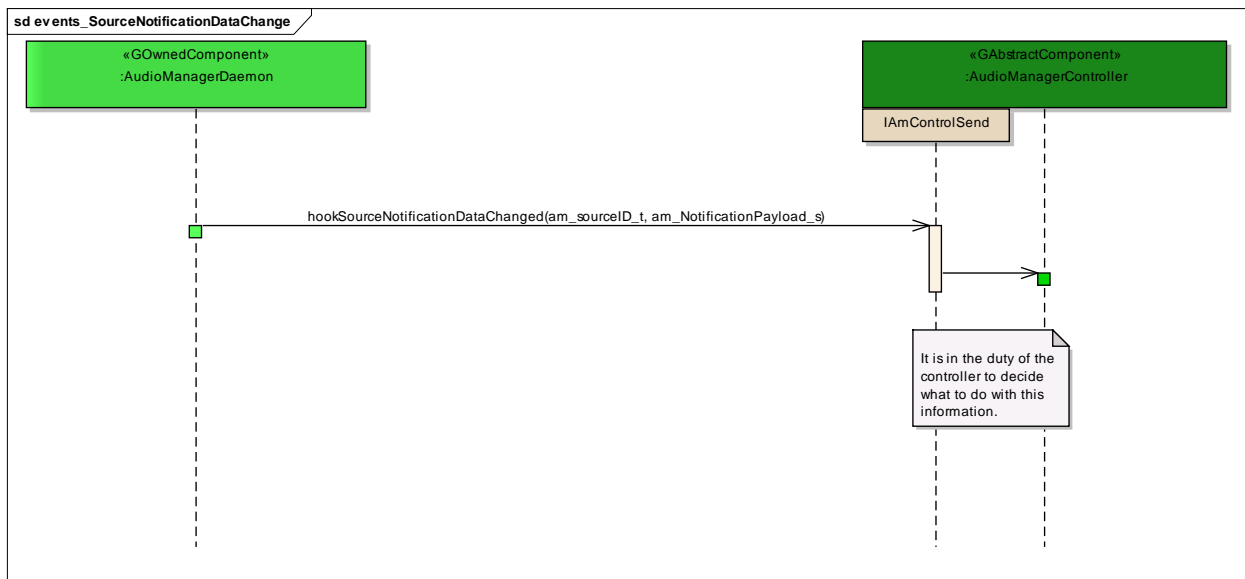 sd events_SourceNotificationDataChange
«GOwnedComponent»
:AudioManagerDaemon
«GAbstractComponent»
:AudioManagerController
IAmControlSend
hookSourceNotificationDataChanged(am_sourceID_t, am_NotificationPayload_s)
It is in the duty of the
controller to decide
what to do with this
information.